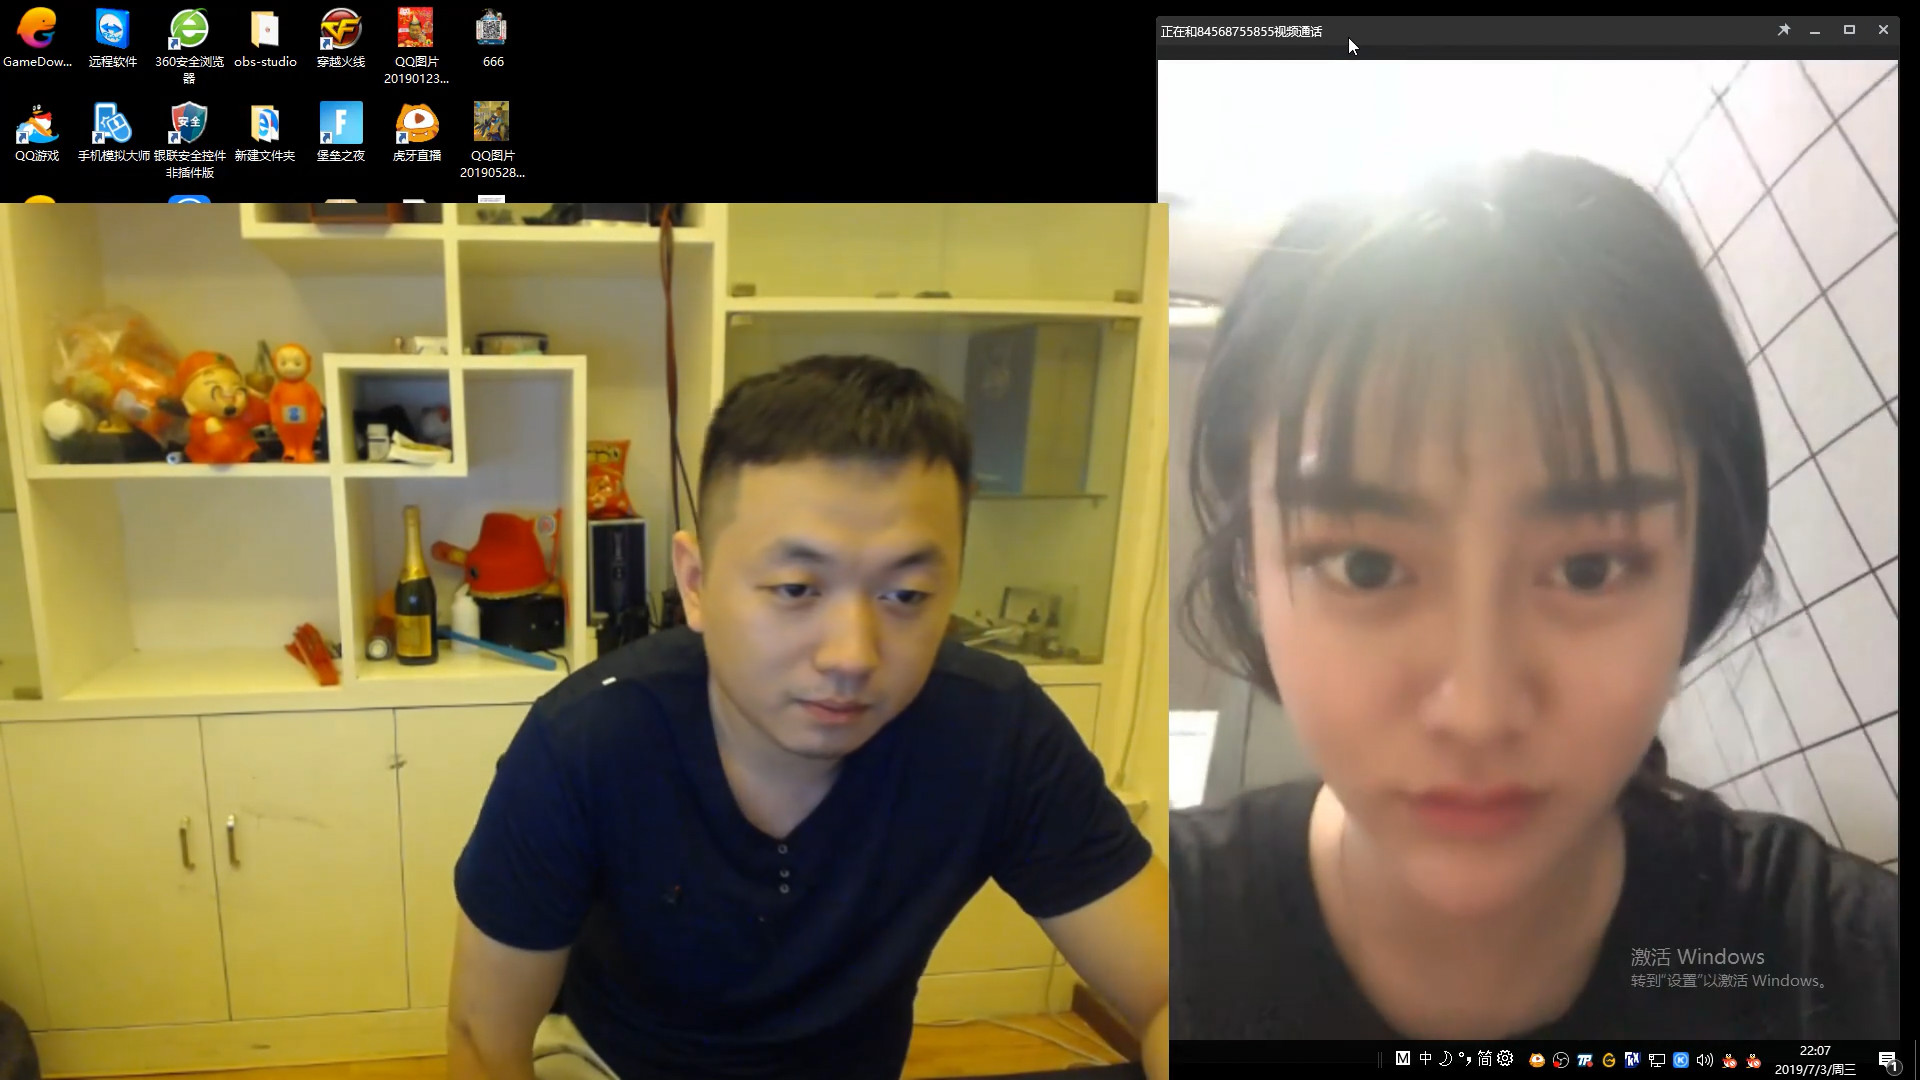 GameDow...
远程软件
360安全浏览
器
obs-studio
穿越火线
QQ图片
20190123...
666
QQ游戏
手机模拟大师
银联安全控件
非插件版
新建文件夹
堡垒之夜
虎牙直播
QQ图片
20190528...
安全
正在和84568755855视频通话
激活 Windows
转到"设置"以激活 Windows。
M 中 简
22:07
2019/7/3/周三
1